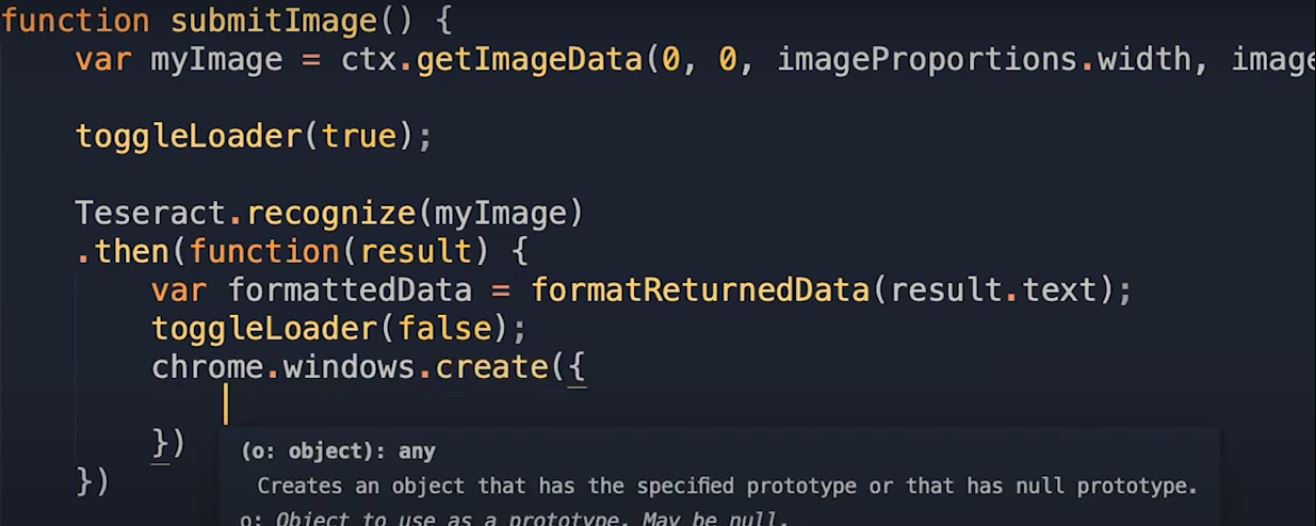 function submitImage() {
var myImage = ctx.getImageData(0, 0, imageProportions.width, image
toggleLoader(true);
Teseract.recognize(myImage)
.then(function(result) {
var formattedData = formatReturnedData(result.text);
toggleLoader(false);
chrome.windows.create({
})
(o: object): any
Creates an object that has the specified prototype or that has null prototype.
})
o: Object to use as a prototype. May be null.